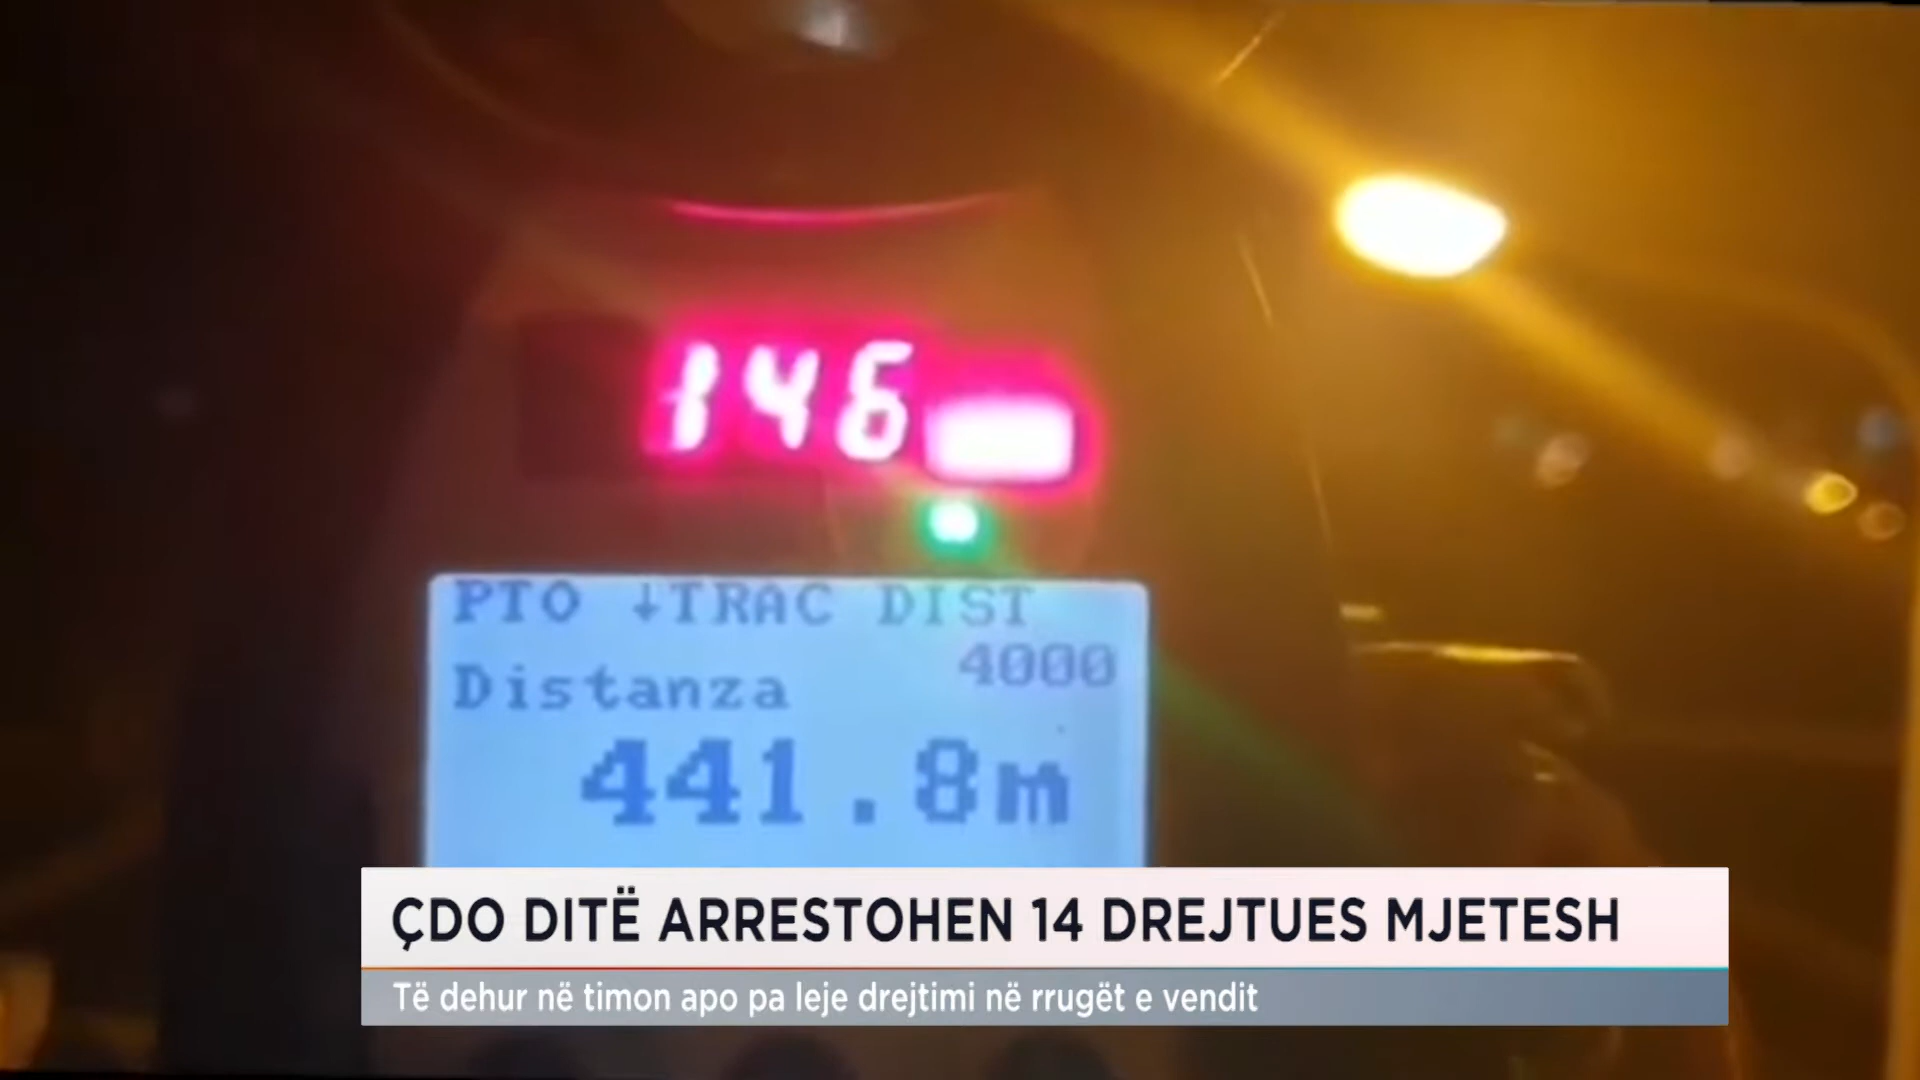 146
PTO ↓TRAC DIST
4000
Distanza
441.8m
ÇDO DITË ARRESTOHEN 14 DREJTUES MJETESH
Të dehur në timon apo pa leje drejtimi në rrugët e vendit